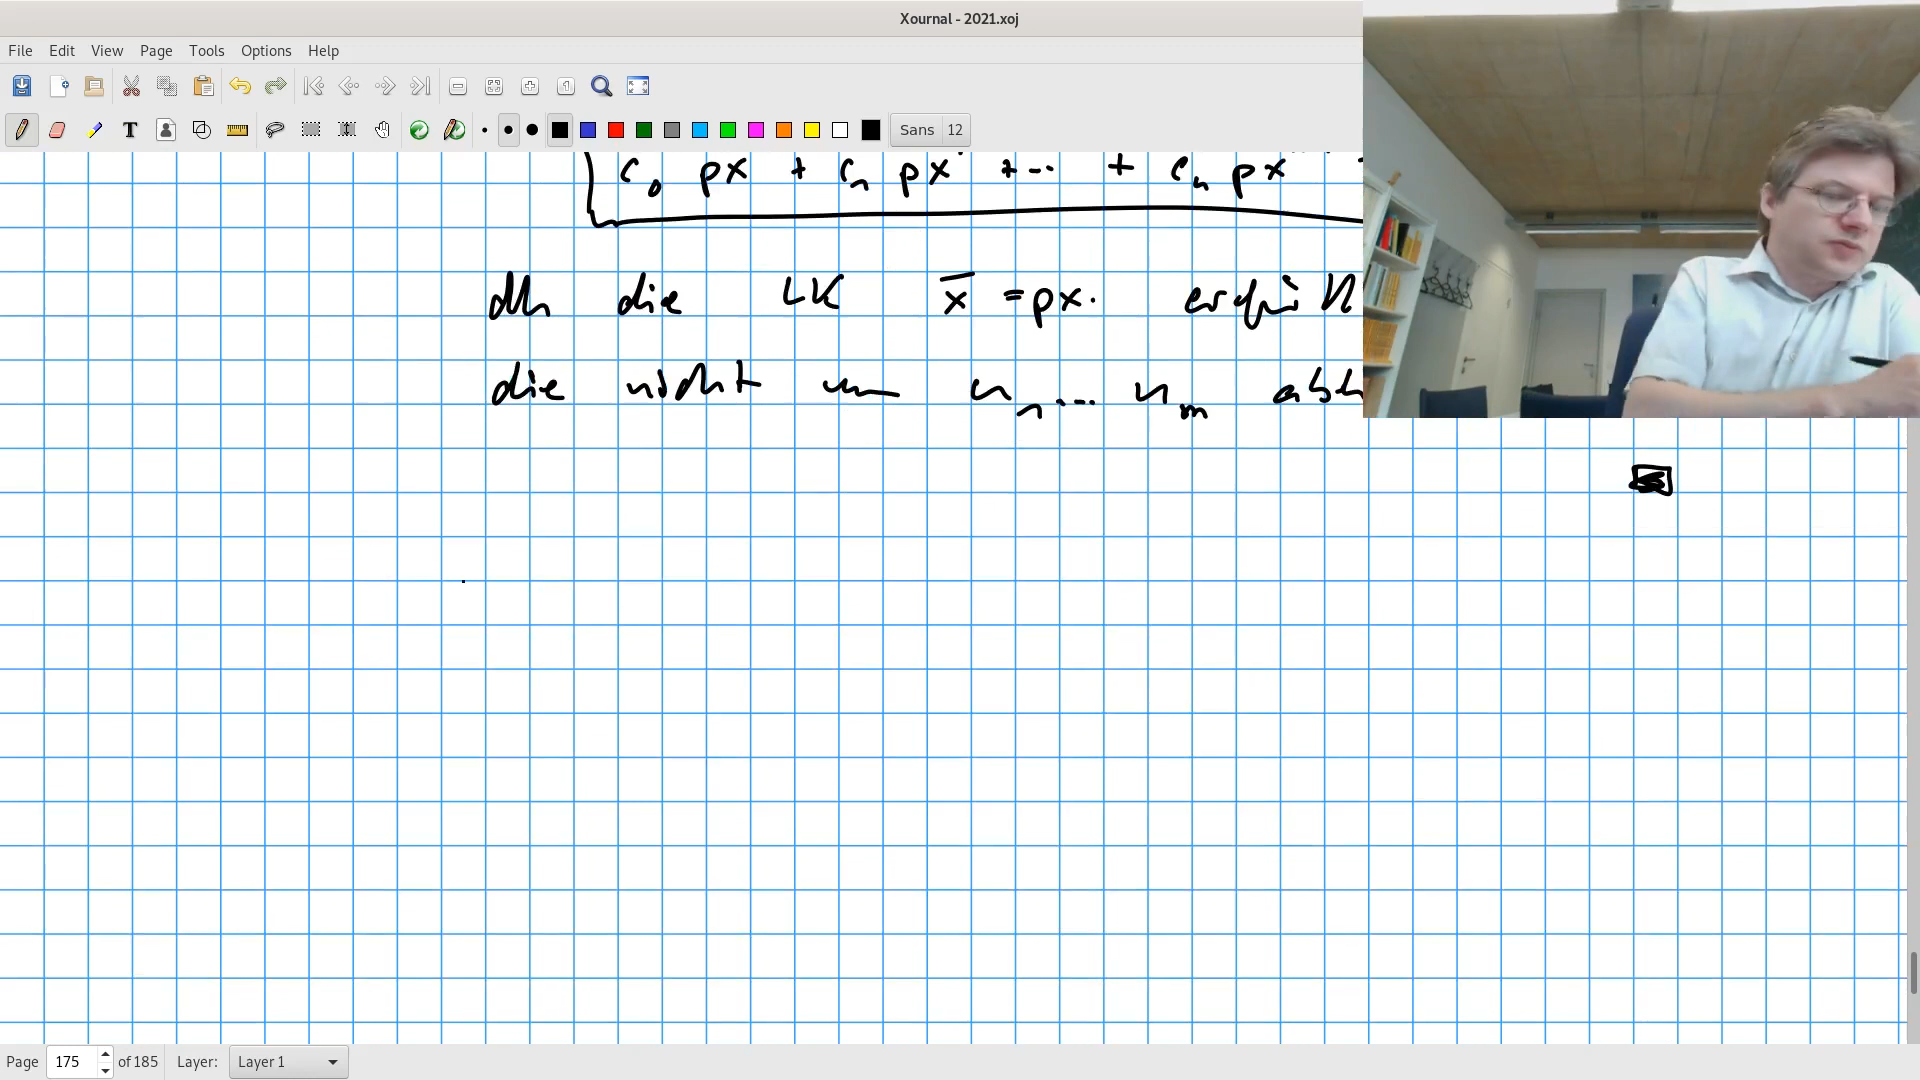 Xournal - 2021.xoj
File Edit View Page Tools Options Help
Sans 12
c₀ px + c₁ px' + ... + cₙ px
dh die LK x̄ = px. erfüllt
die nicht von u₁ ... uₘ abh
Page 175 of 185 Layer: Layer 1